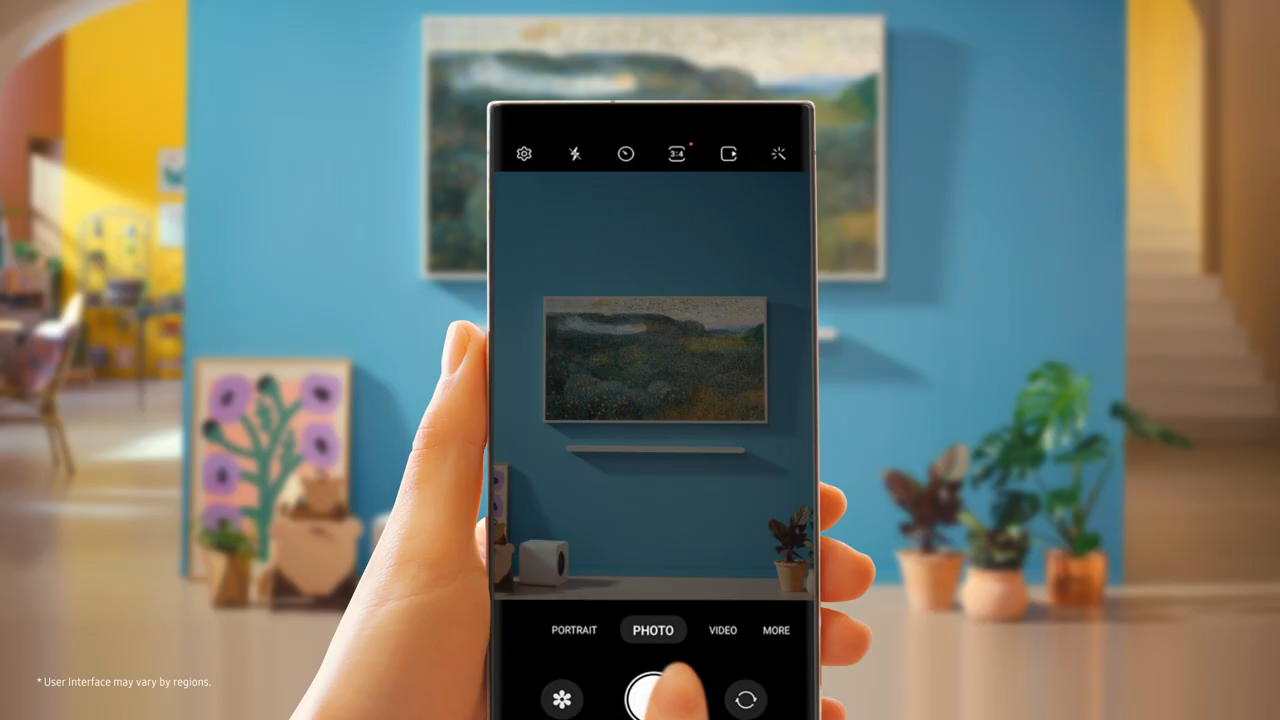 3:4
PORTRAIT PHOTO VIDEO MORE
* User Interface may vary by regions.